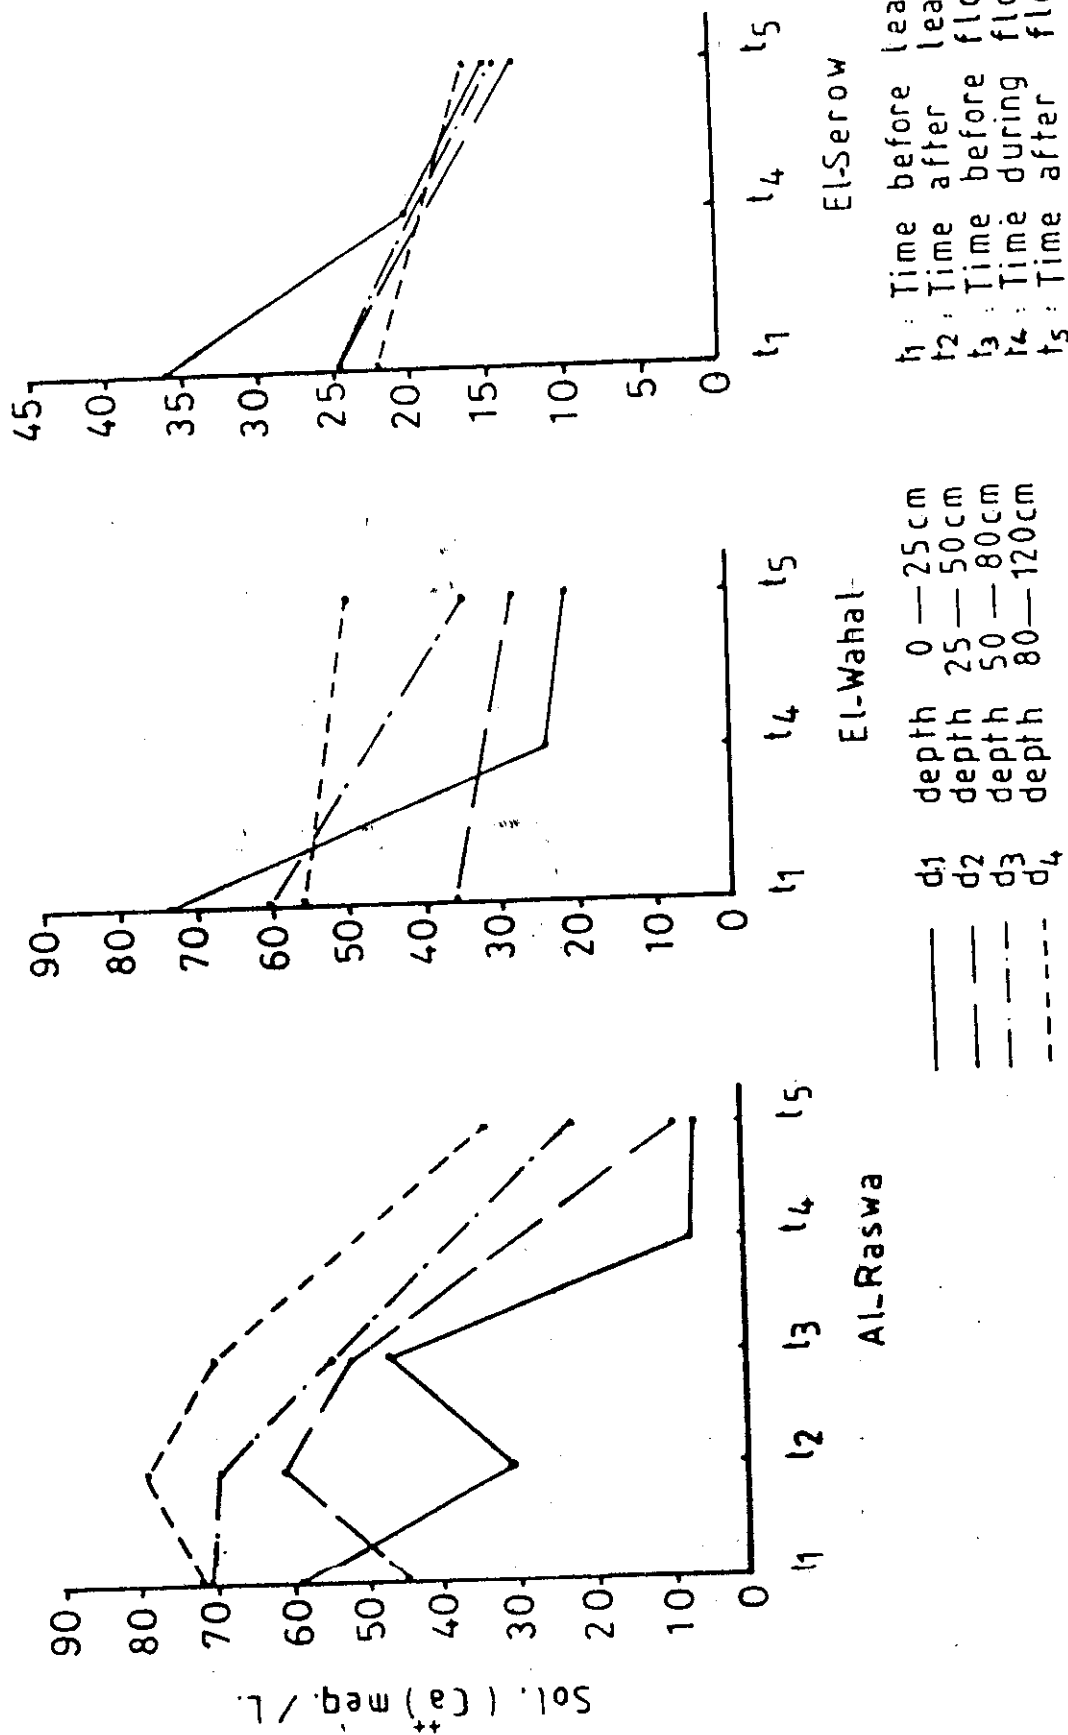 Sol. (Ca++) meq. / L.
90
80
70
60
50
40
30
20
10
0
t1
t2
t3
t4
t5
Al-Raswa
90
80
70
60
50
40
30
20
10
0
t1
t4
t5
El-Wahal
45
40
35
30
25
20
15
10
5
0
t1
t4
t5
El-Serow
d1 depth 0 — 25cm
d2 depth 25 — 50cm
d3 depth 50 — 80cm
d4 depth 80 — 120cm
t1 : Time before
t2 : Time after
t3 : Time before
t4 : Time during
t5 : Time after